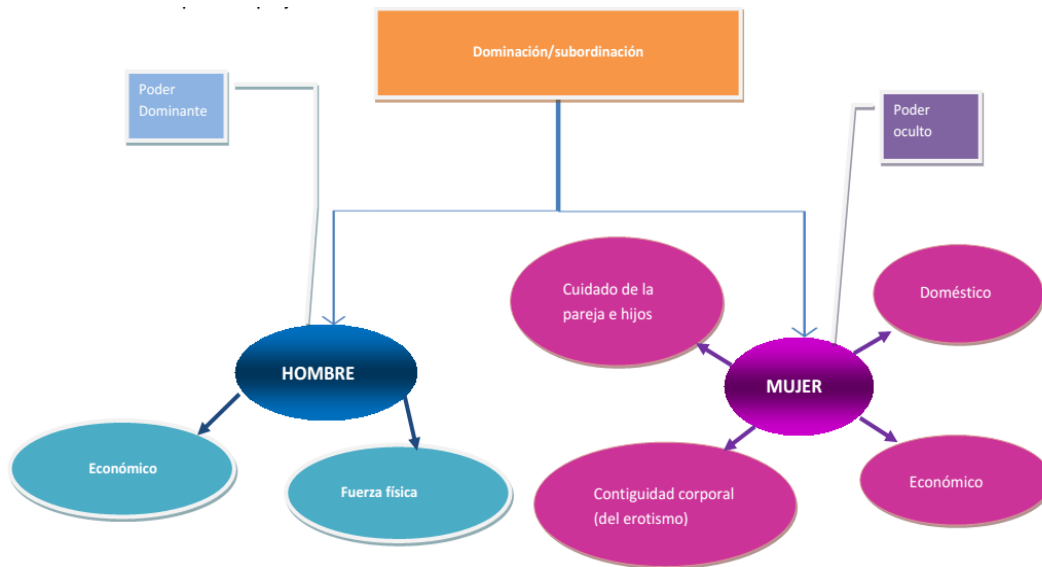 Dominación/subordinación
Poder
Dominante
Poder
oculto
Cuidado de la
pareja e hijos
Doméstico
HOMBRE
MUJER
Económico
Fuerza física
Contiguidad corporal
(del erotismo)
Económico